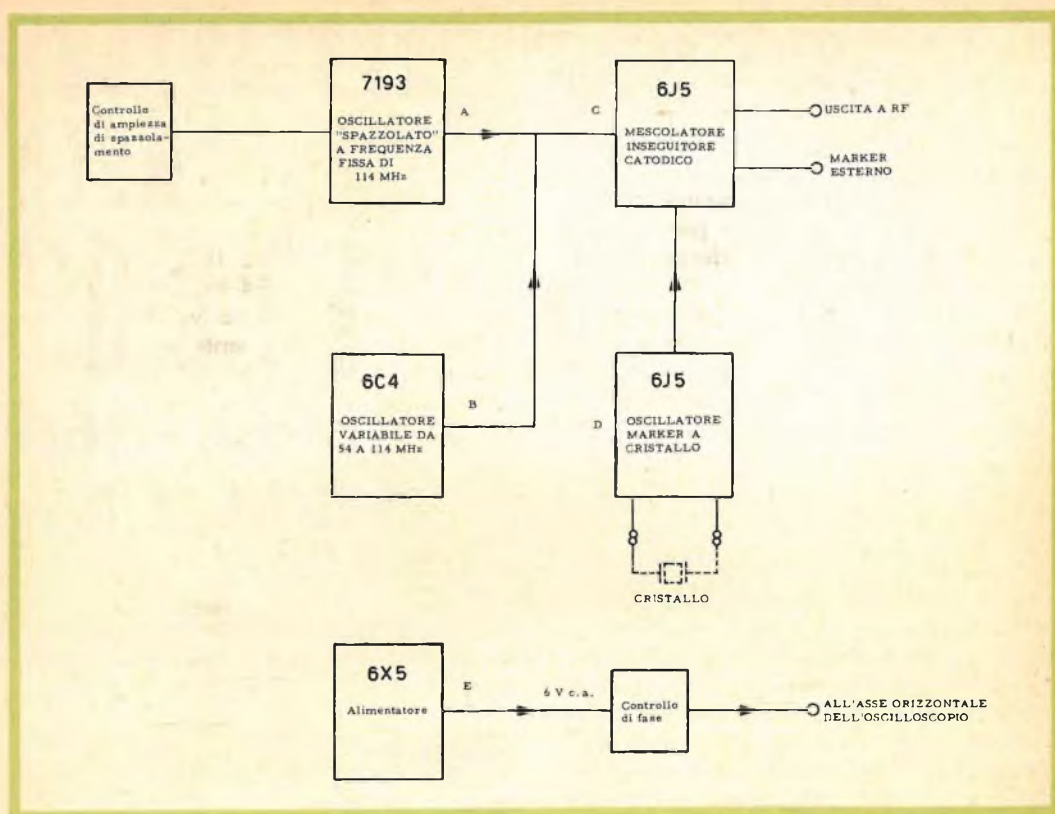 Controllo
di ampiezza
di spazzola-
mento
7193
OSCILLATORE
"SPAZZOLATO"
A FREQUENZA
FISSA DI
114 MHz
A
C
6J5
MESCOLATORE
INSEGUITORE
CATODICO
USCITA A RF
MARKER
ESTERNO
6C4
OSCILLATORE
VARIABILE DA
54 A 114 MHz
B
D
6J5
OSCILLATORE
MARKER A
CRISTALLO
CRISTALLO
6X5
Alimentatore
E
6 V c.a.
Controllo
di fase
ALL'ASSE ORIZZONTALE
DELL'OSCILLOSCOPIO